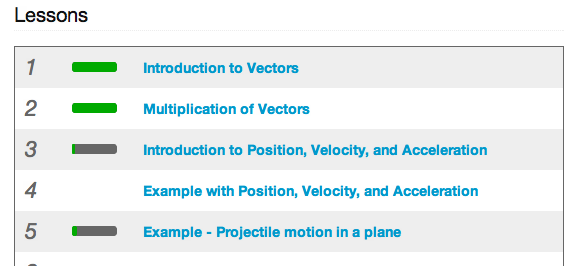 Lessons
1 Introduction to Vectors
2 Multiplication of Vectors
3 Introduction to Position, Velocity, and Acceleration
4 Example with Position, Velocity, and Acceleration
5 Example - Projectile motion in a plane